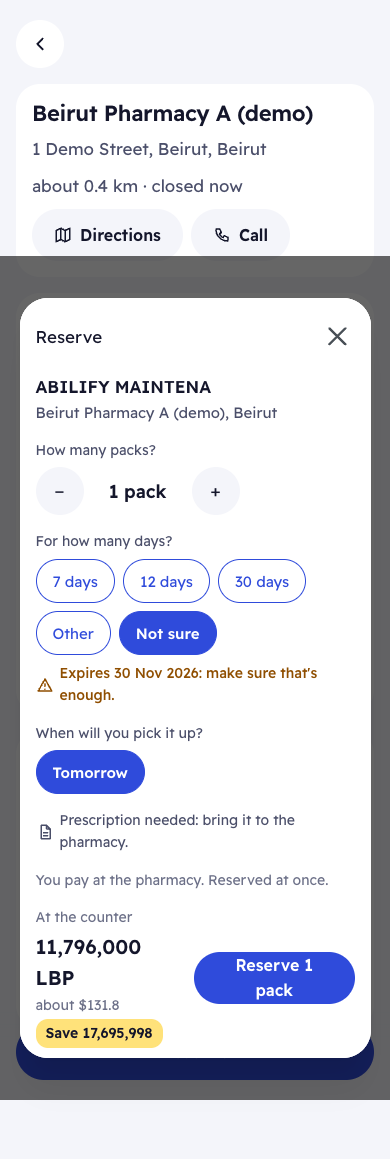 Beirut Pharmacy A (demo)
1 Demo Street, Beirut, Beirut
about 0.4 km · closed now
Directions
Call
Reserve
ABILIFY MAINTENA
Beirut Pharmacy A (demo), Beirut
How many packs?
− 1 pack +
For how many days?
7 days 12 days 30 days
Other Not sure
Expires 30 Nov 2026: make sure that's
enough.
When will you pick it up?
Tomorrow
Prescription needed: bring it to the
pharmacy.
You pay at the pharmacy. Reserved at once.
At the counter
11,796,000
LBP
about $131.8
Save 17,695,998
Reserve 1
pack